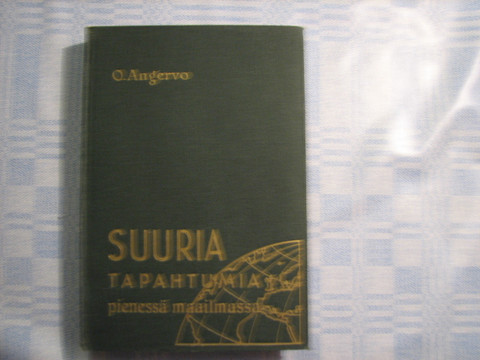 O. Angervo
SUURIA
TAPAHTUMIA
pienessä maailmassa